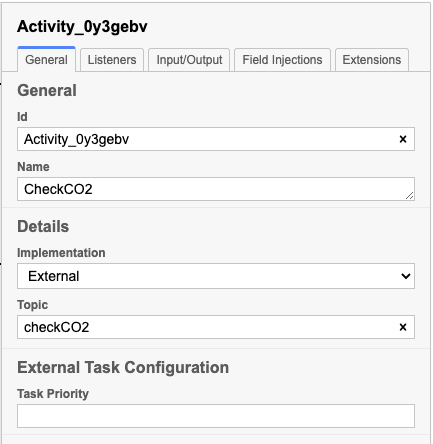 Activity_0y3gebv
General Listeners Input/Output Field Injections Extensions
General
Id
Activity_0y3gebv ×
Name
CheckCO2
Details
Implementation
External
Topic
checkCO2 ×
External Task Configuration
Task Priority